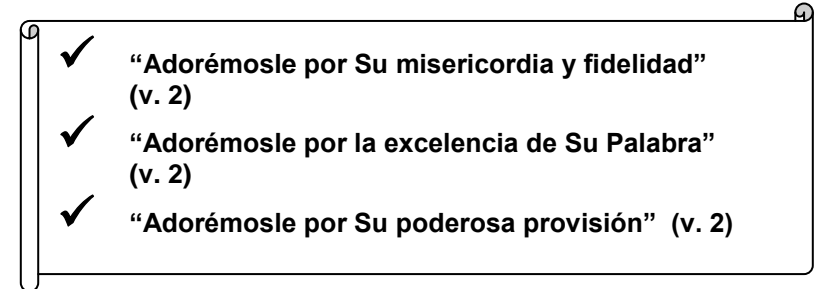 “Adorémosle por Su misericordia y fidelidad”
(v. 2)
“Adorémosle por la excelencia de Su Palabra”
(v. 2)
“Adorémosle por Su poderosa provisión” (v. 2)